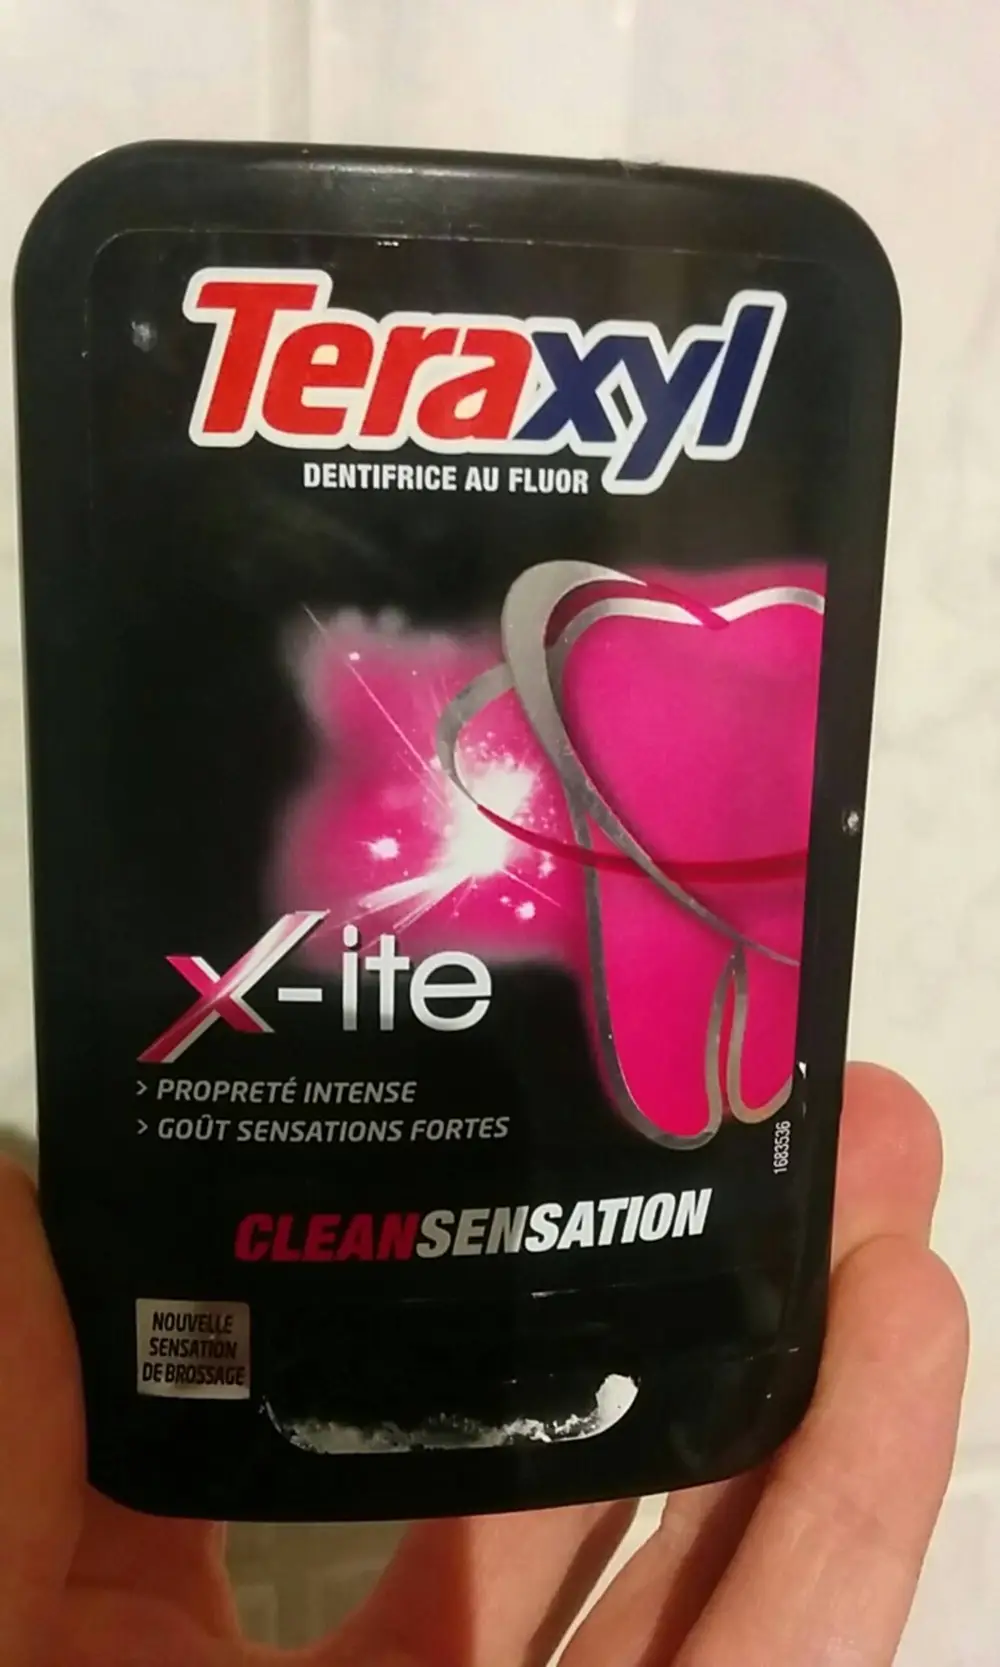 Teraxyl
DENTIFRICE AU FLUOR
X-ite
> PROPRETÉ INTENSE
> GOÛT SENSATIONS FORTES
1683536
CLEANSENSATION
NOUVELLE
SENSATION
DE BROSSAGE